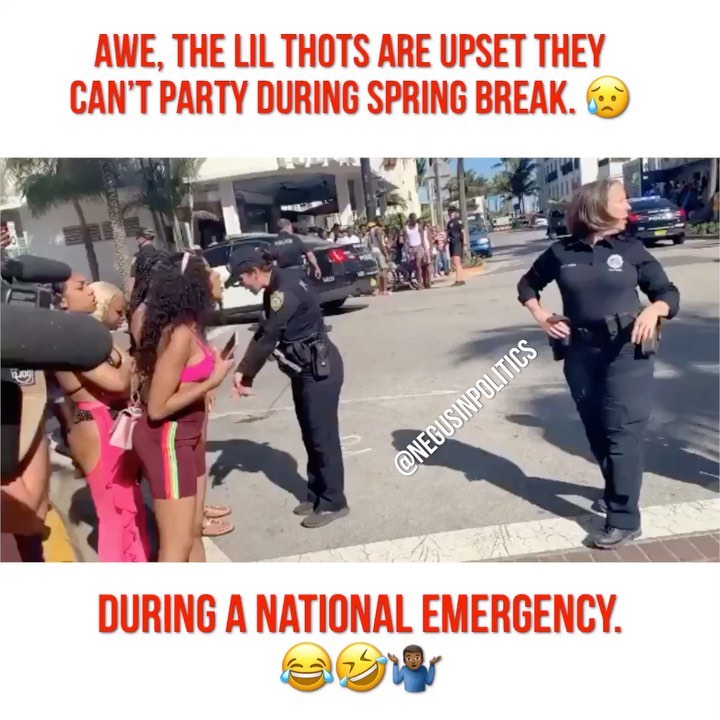 AWE, THE LIL THOTS ARE UPSET THEY
CAN'T PARTY DURING SPRING BREAK. 😥
@NEGUSINPOLITICS
DURING A NATIONAL EMERGENCY.
😂🤣🤷🏾‍♂️